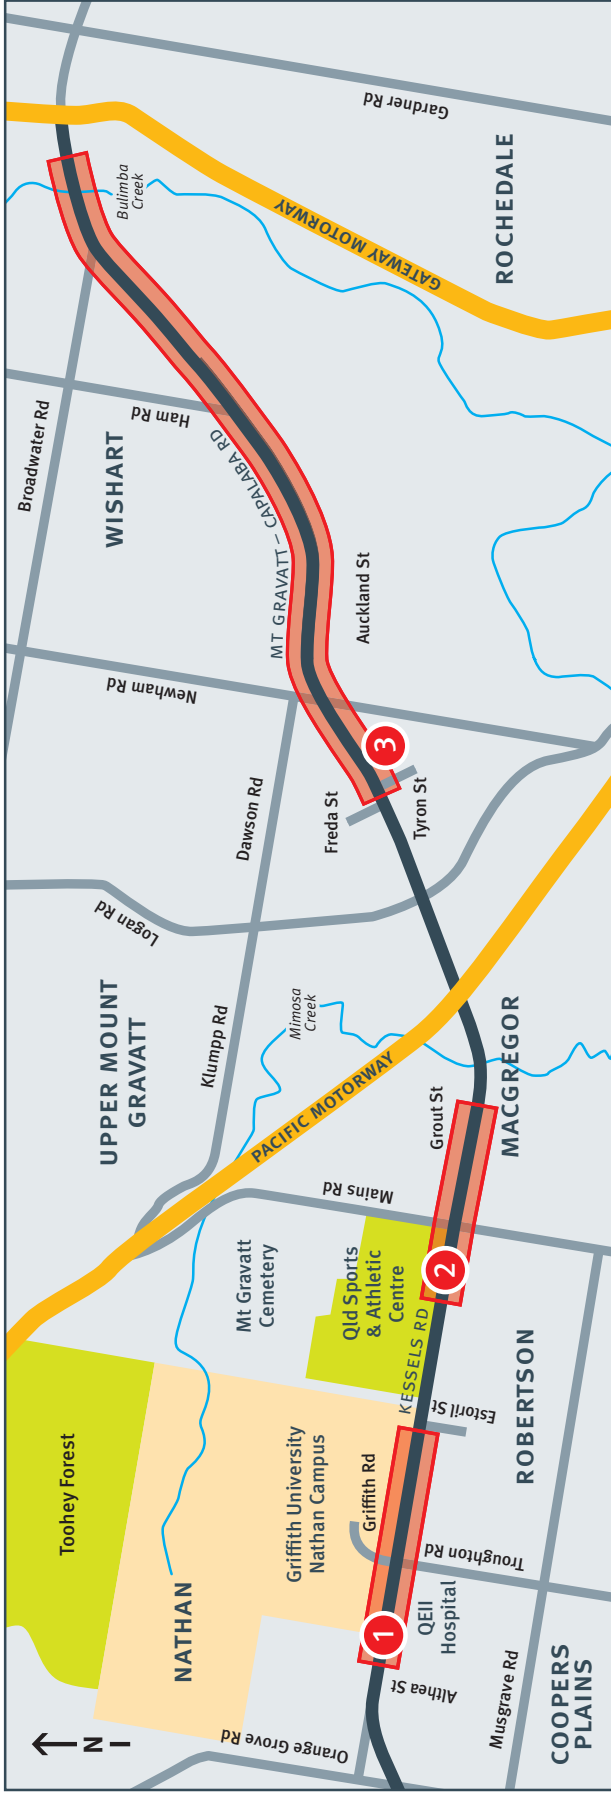 N
Toohey Forest
NATHAN
Orange Grove Rd
Griffith University
Nathan Campus
Griffith Rd
1
Althea St
QEII
Hospital
Troughton Rd
Estoril St
Musgrave Rd
COOPERS
PLAINS
ROBERTSON
KESSELS RD
Qld Sports
& Athletic
Centre
2
Mt Gravatt
Cemetery
Mains Rd
Grout St
MACGREGOR
PACIFIC MOTORWAY
UPPER MOUNT
GRAVATT
Klumpp Rd
Mimosa
Creek
Logan Rd
Dawson Rd
Freda St
Tyron St
3
Newham Rd
Auckland St
MT GRAVATT – CAPALABA RD
WISHART
Broadwater Rd
Ham Rd
Bulimba
Creek
GATEWAY MOTORWAY
ROCHEDALE
Gardner Rd